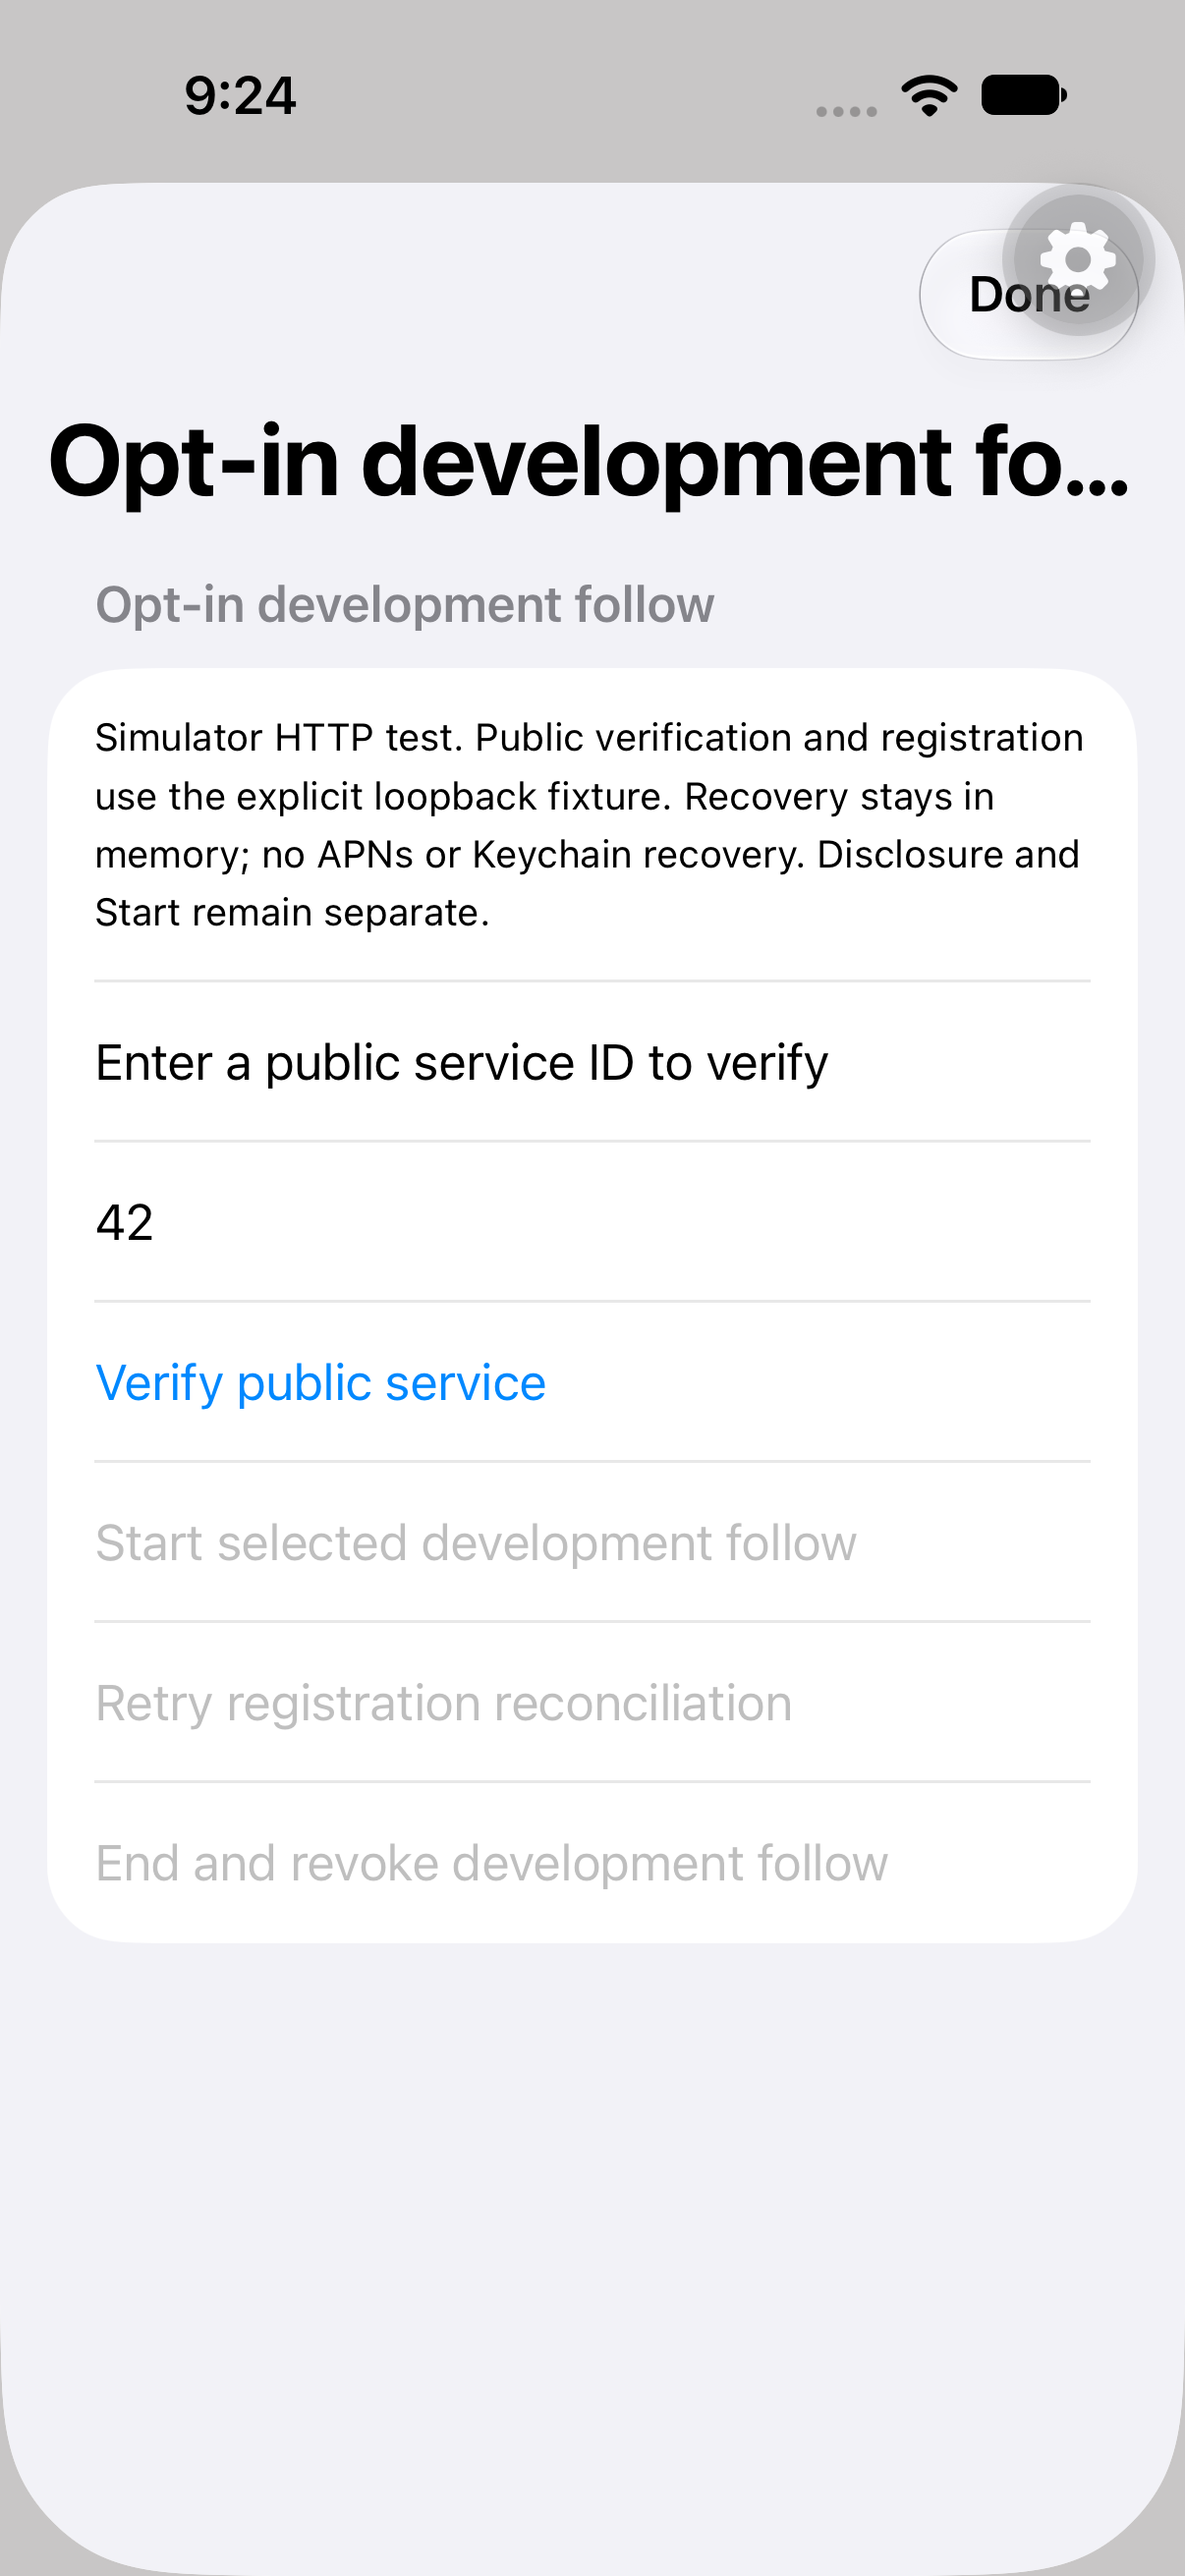 9:24
Done
Opt-in development fo...
Opt-in development follow
Simulator HTTP test. Public verification and registration
use the explicit loopback fixture. Recovery stays in
memory; no APNs or Keychain recovery. Disclosure and
Start remain separate.
Enter a public service ID to verify
42
Verify public service
Start selected development follow
Retry registration reconciliation
End and revoke development follow